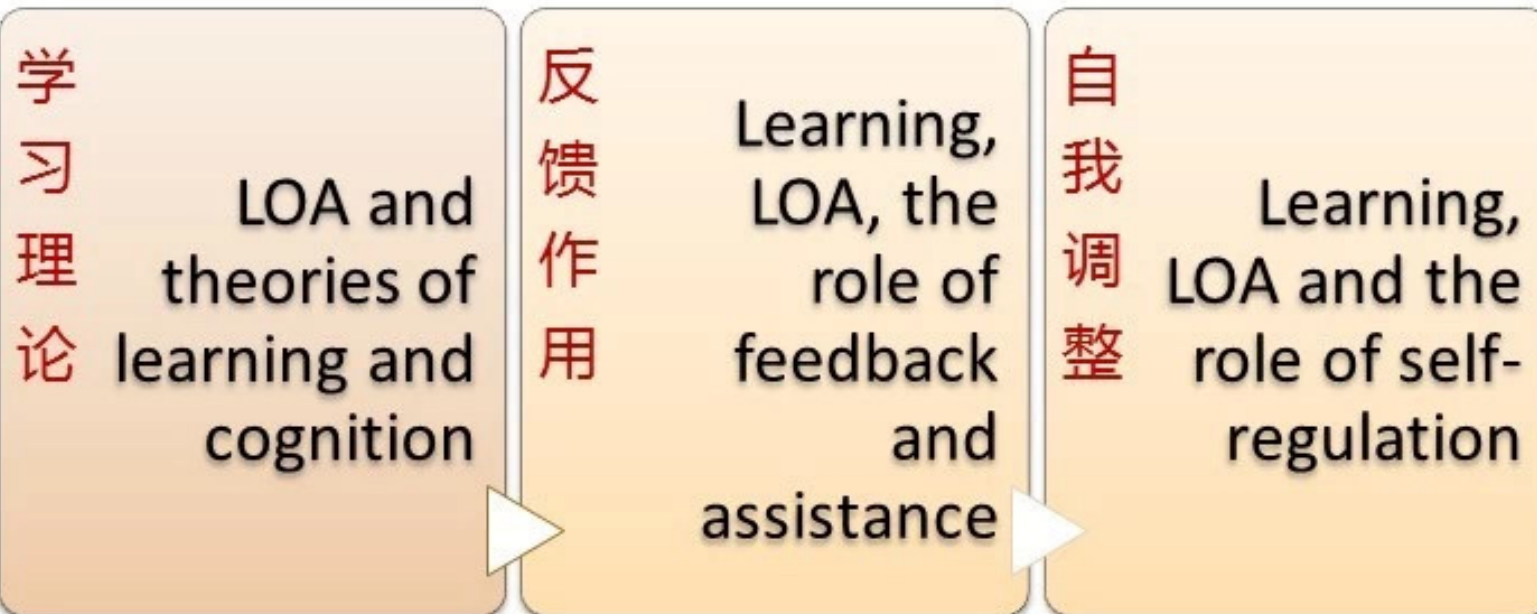 学习理论
LOA and
theories of
learning and
cognition
反馈作用
Learning,
LOA, the
role of
feedback
and
assistance
自我调整
Learning,
LOA and the
role of self-
regulation